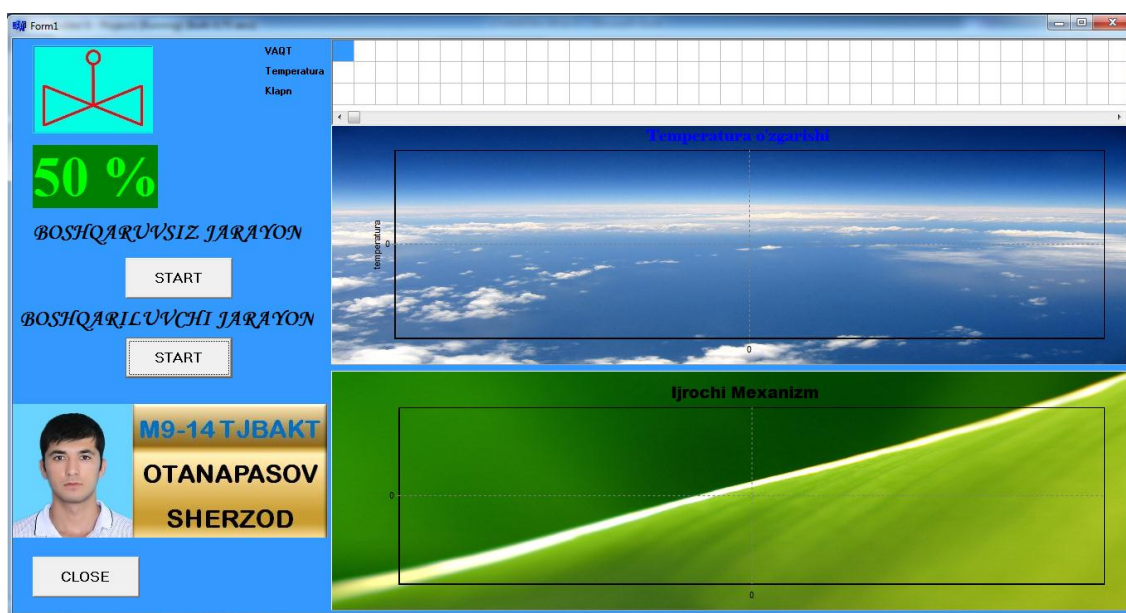 Form1
VAQT
Temperatura
Klapn
50 %
BOSHQARUVSIZ JARAYON
START
BOSHQARILUVCHI JARAYON
START
M9-14 TJBAKT
OTANAPASOV
SHERZOD
CLOSE
Temperatura o'zgarishi
temperatura
0
0
Ijrochi Mexanizm
0
0